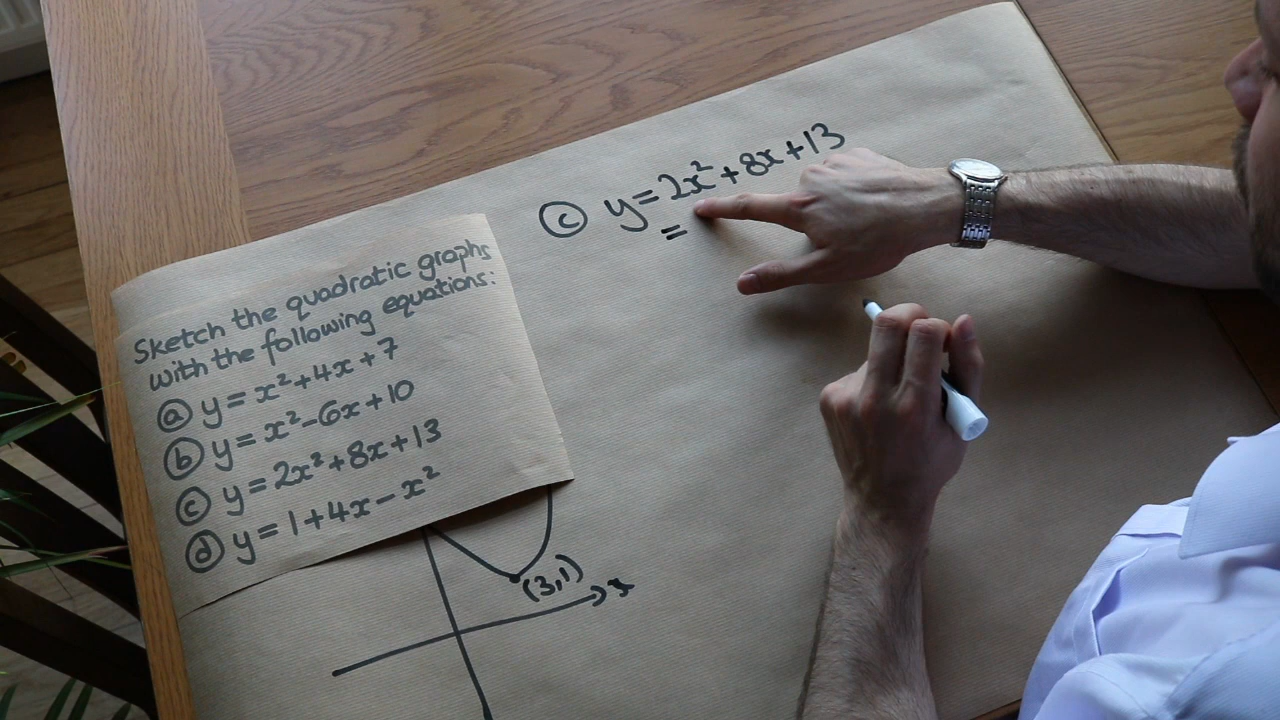 Sketch the quadratic graphs
with the following equations:
ⓐ y = x²+4x+7
ⓑ y = x²-6x+10
ⓒ y = 2x²+8x+13
ⓓ y = 1+4x-x²
ⓒ y = 2x²+8x+13
=
(3,1)
x